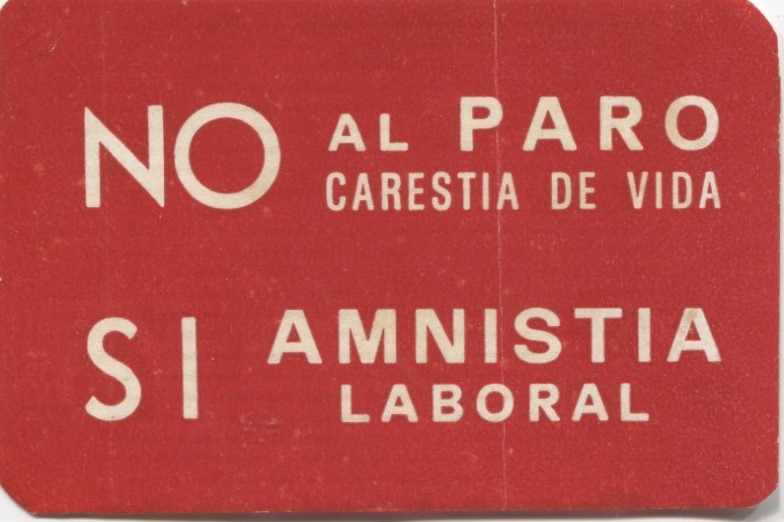 NO AL PARO
CARESTIA DE VIDA
SI AMNISTIA
LABORAL